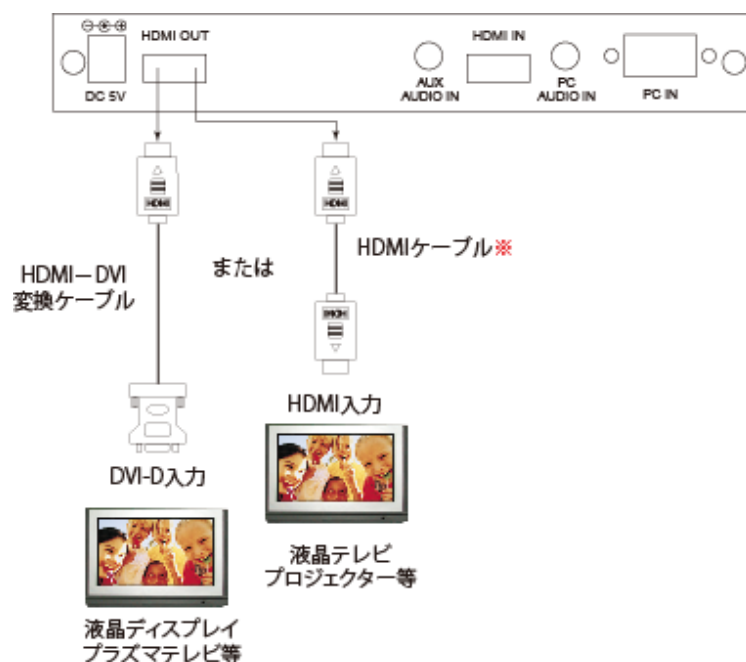 HDMI OUT
HDMI IN
DC 5V
AUX
AUDIO IN
PC
AUDIO IN
PC IN
HDMI
HDMI
HDMI－DVI
変換ケーブル
または
HDMIケーブル※
HDMI
HDMI入力
DVI-D入力
液晶テレビ
プロジェクター等
液晶ディスプレイ
プラズマテレビ等